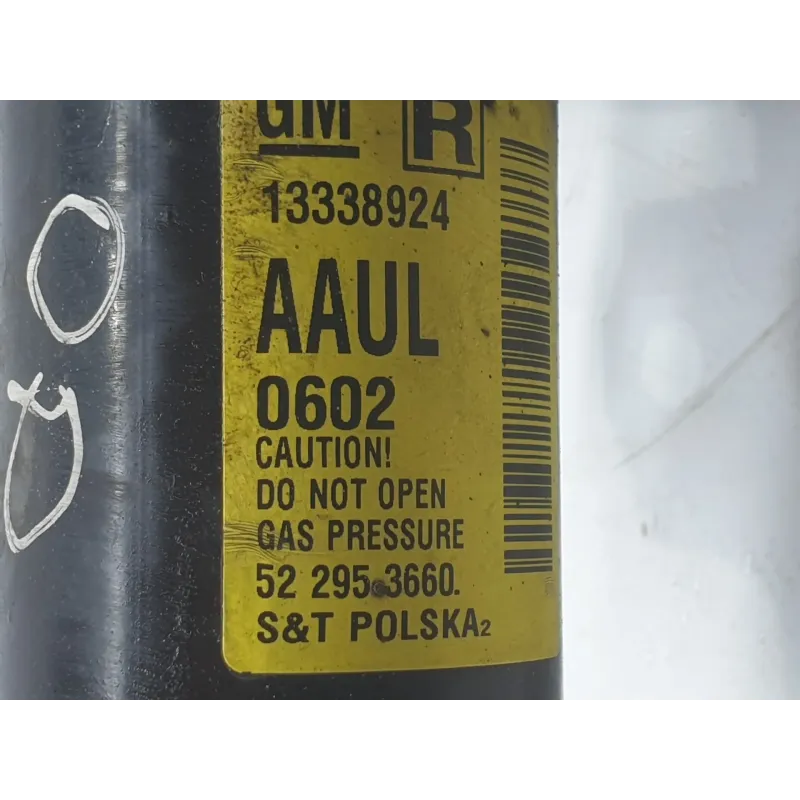 GM R
13338924
AAUL
0602
CAUTION!
DO NOT OPEN
GAS PRESSURE
52 295 3660.
S&T POLSKA2